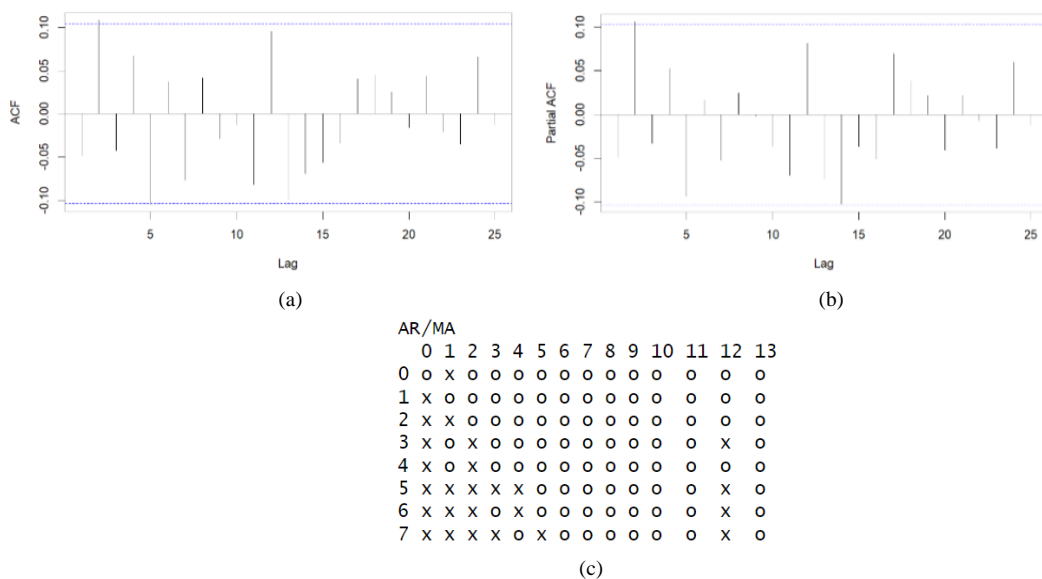 ACF
0.10
0.05
0.00
-0.05
-0.10
5 10 15 20 25
Lag
(a)
Partial ACF
0.10
0.05
0.00
-0.05
-0.10
5 10 15 20 25
Lag
(b)
AR/MA
0 1 2 3 4 5 6 7 8 9 10 11 12 13
0 o x o o o o o o o o o o o o
1 x o o o o o o o o o o o o o
2 x x o o o o o o o o o o o o
3 x o x o o o o o o o o o x o
4 x o x o o o o o o o o o o o
5 x x x x x o o o o o o o x o
6 x x x o x o o o o o o o x o
7 x x x x o x o o o o o o x o
(c)